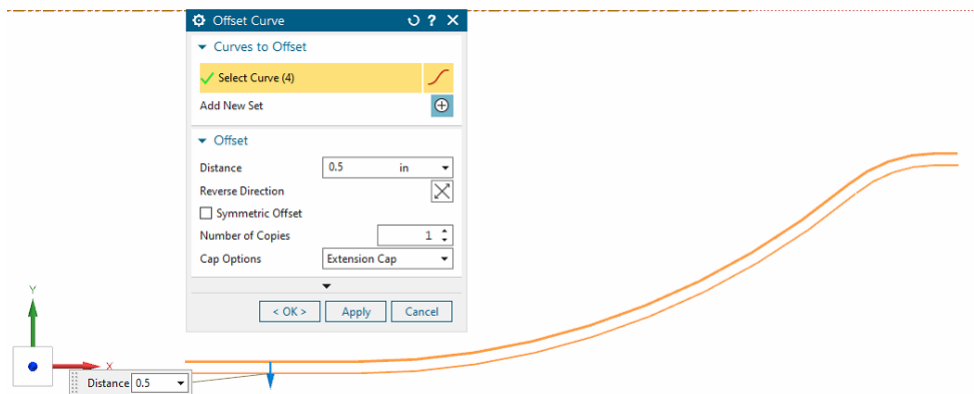 Offset Curve
?
Curves to Offset
Select Curve (4)
Add New Set
Offset
Distance 0.5 in
Reverse Direction
Symmetric Offset
Number of Copies 1
Cap Options Extension Cap
< OK > Apply Cancel
Y
X
Distance 0.5